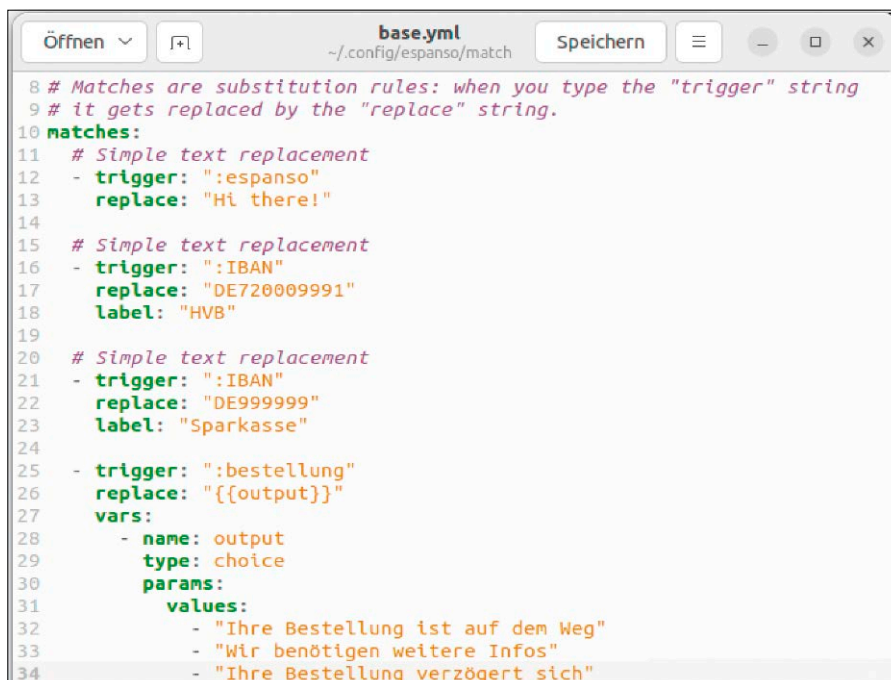 Öffnen
base.yml
~/.config/espanso/match
Speichern
8 # Matches are substitution rules: when you type the "trigger" string
9 # it gets replaced by the "replace" string.
10 matches:
11   # Simple text replacement
12   - trigger: ":espanso"
13     replace: "Hi there!"
14
15   # Simple text replacement
16   - trigger: ":IBAN"
17     replace: "DE720009991"
18     label: "HVB"
19
20   # Simple text replacement
21   - trigger: ":IBAN"
22     replace: "DE999999"
23     label: "Sparkasse"
24
25   - trigger: ":bestellung"
26     replace: "{{output}}"
27     vars:
28       - name: output
29         type: choice
30         params:
31           values:
32             - "Ihre Bestellung ist auf dem Weg"
33             - "Wir benötigen weitere Infos"
34             - "Ihre Bestellung verzögert sich"